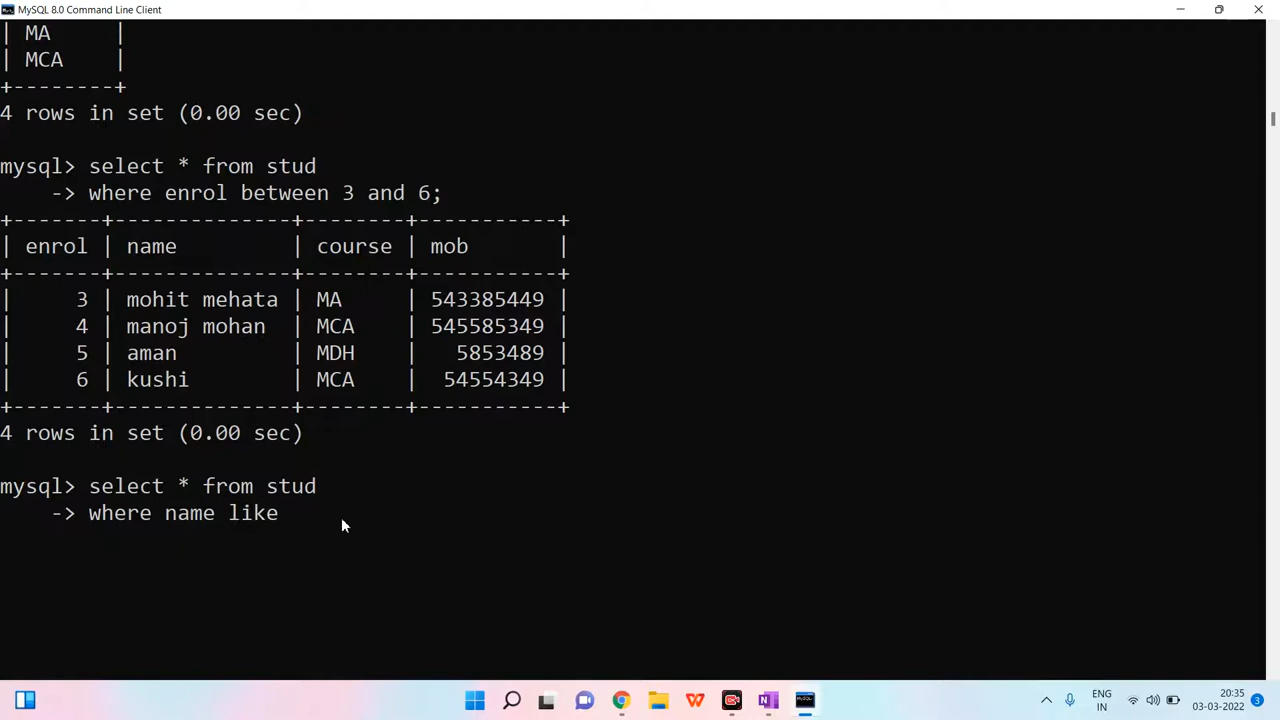 MySQL 8.0 Command Line Client
| MA     |
| MCA    |
+--------+
4 rows in set (0.00 sec)
mysql> select * from stud
    -> where enrol between 3 and 6;
+-------+--------------+--------+-----------+
| enrol | name         | course | mob       |
+-------+--------------+--------+-----------+
|     3 | mohit mehata | MA     | 543385449 |
|     4 | manoj mohan  | MCA    | 545585349 |
|     5 | aman         | MDH    |   5853489 |
|     6 | kushi        | MCA    |  54554349 |
+-------+--------------+--------+-----------+
4 rows in set (0.00 sec)
mysql> select * from stud
    -> where name like
W
N
ENG
IN
20:35
03-03-2022
3